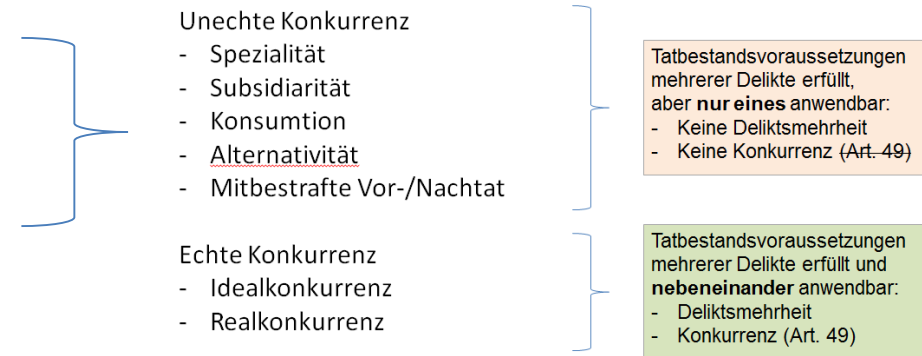 Unechte Konkurrenz
- Spezialität
- Subsidiarität
- Konsumtion
- Alternativität
- Mitbestrafte Vor-/Nachtat
Tatbestandsvoraussetzungen
mehrerer Delikte erfüllt,
aber nur eines anwendbar:
- Keine Deliktsmehrheit
- Keine Konkurrenz (Art. 49)
Echte Konkurrenz
- Idealkonkurrenz
- Realkonkurrenz
Tatbestandsvoraussetzungen
mehrerer Delikte erfüllt und
nebeneinander anwendbar:
- Deliktsmehrheit
- Konkurrenz (Art. 49)